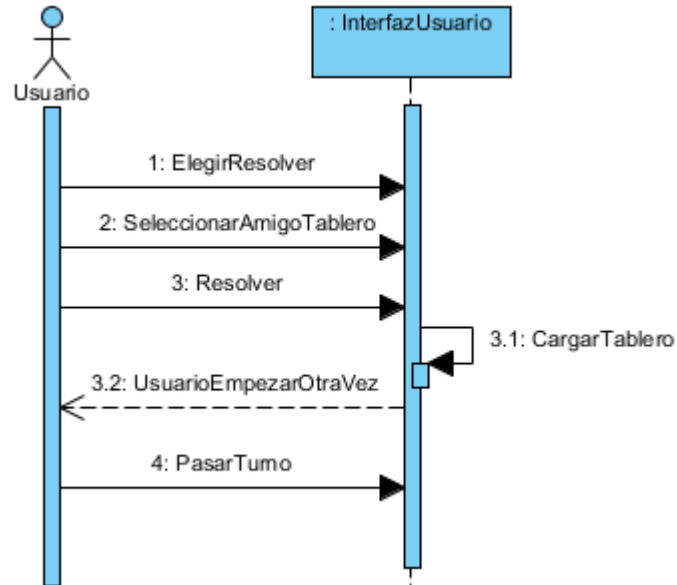 : InterfazUsuario
Usuario
1: ElegirResolver
2: SeleccionarAmigoTablero
3: Resolver
3.1: CargarTablero
3.2: UsuarioEmpezarOtraVez
4: PasarTurno